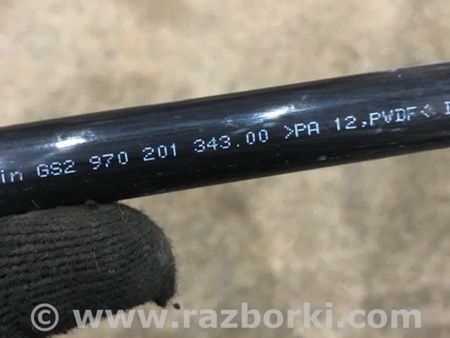 in GS2 970 201 343.00 >PA 12,PVDF<
© www.razborki.com